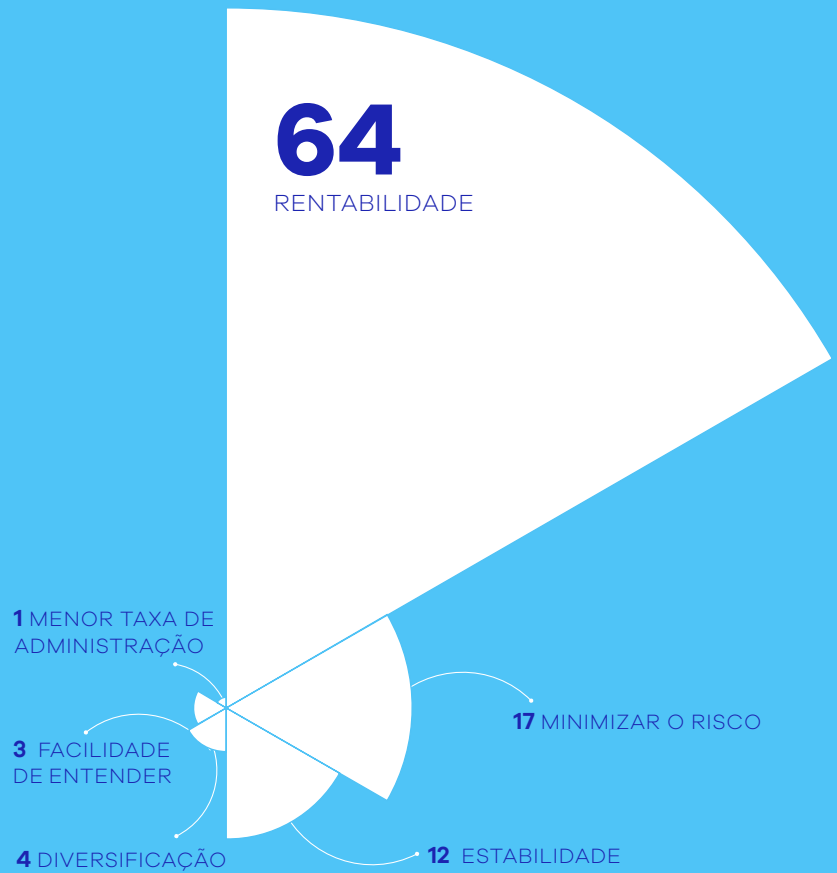 64
RENTABILIDADE
1 MENOR TAXA DE
ADMINISTRAÇÃO
17 MINIMIZAR O RISCO
3 FACILIDADE
DE ENTENDER
12 ESTABILIDADE
4 DIVERSIFICAÇÃO